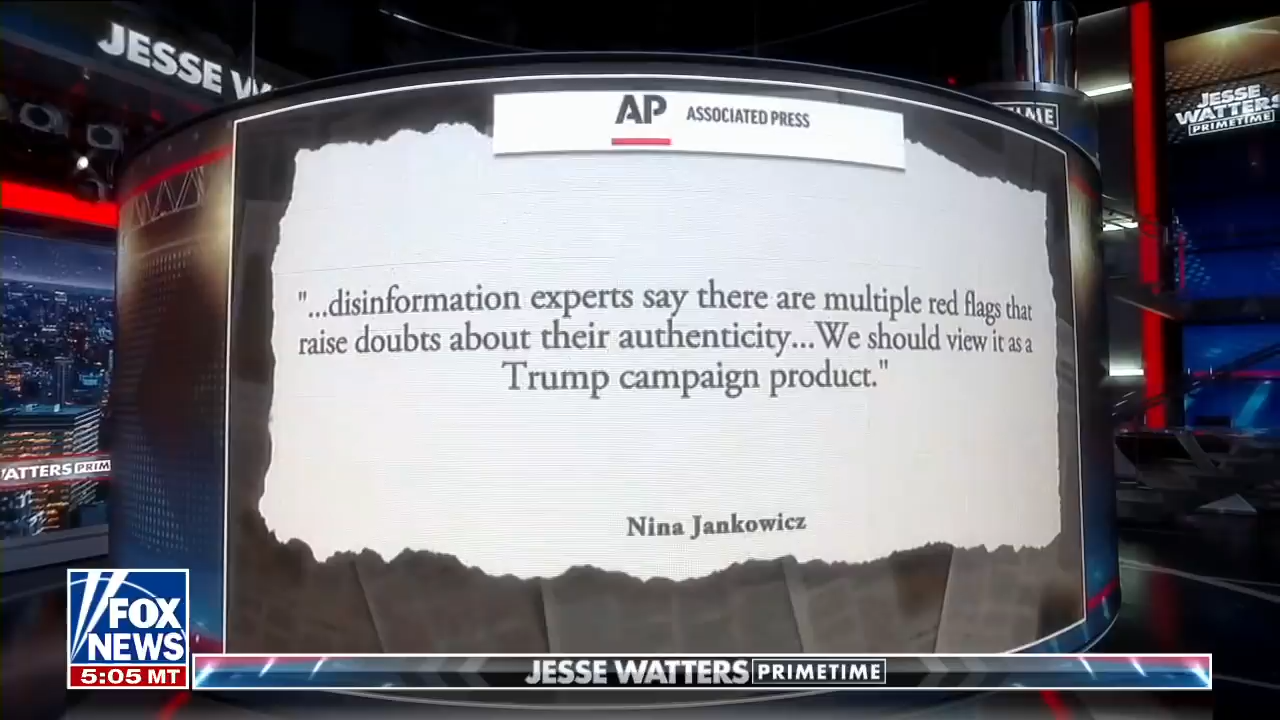 JESSE W
AP ASSOCIATED PRESS
JESSE
WATTERS
PRIMETIME
"...disinformation experts say there are multiple red flags that
raise doubts about their authenticity...We should view it as a
Trump campaign product."
Nina Jankowicz
WATTERS PRIM
FOX
NEWS
5:05 MT
JESSE WATTERS PRIMETIME